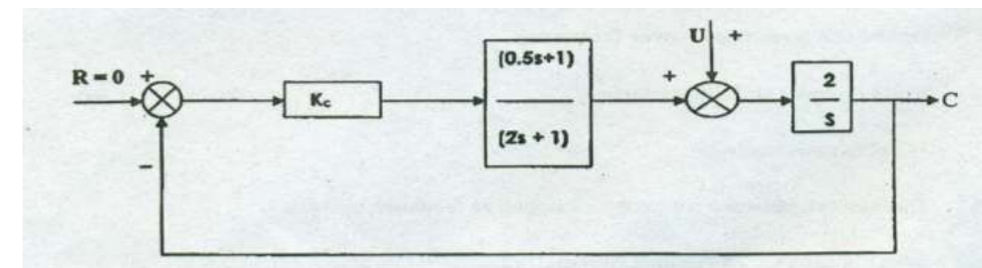 R = 0 +
Kc
(0.5s+1)
(2s + 1)
U +
+
2
s
C
−